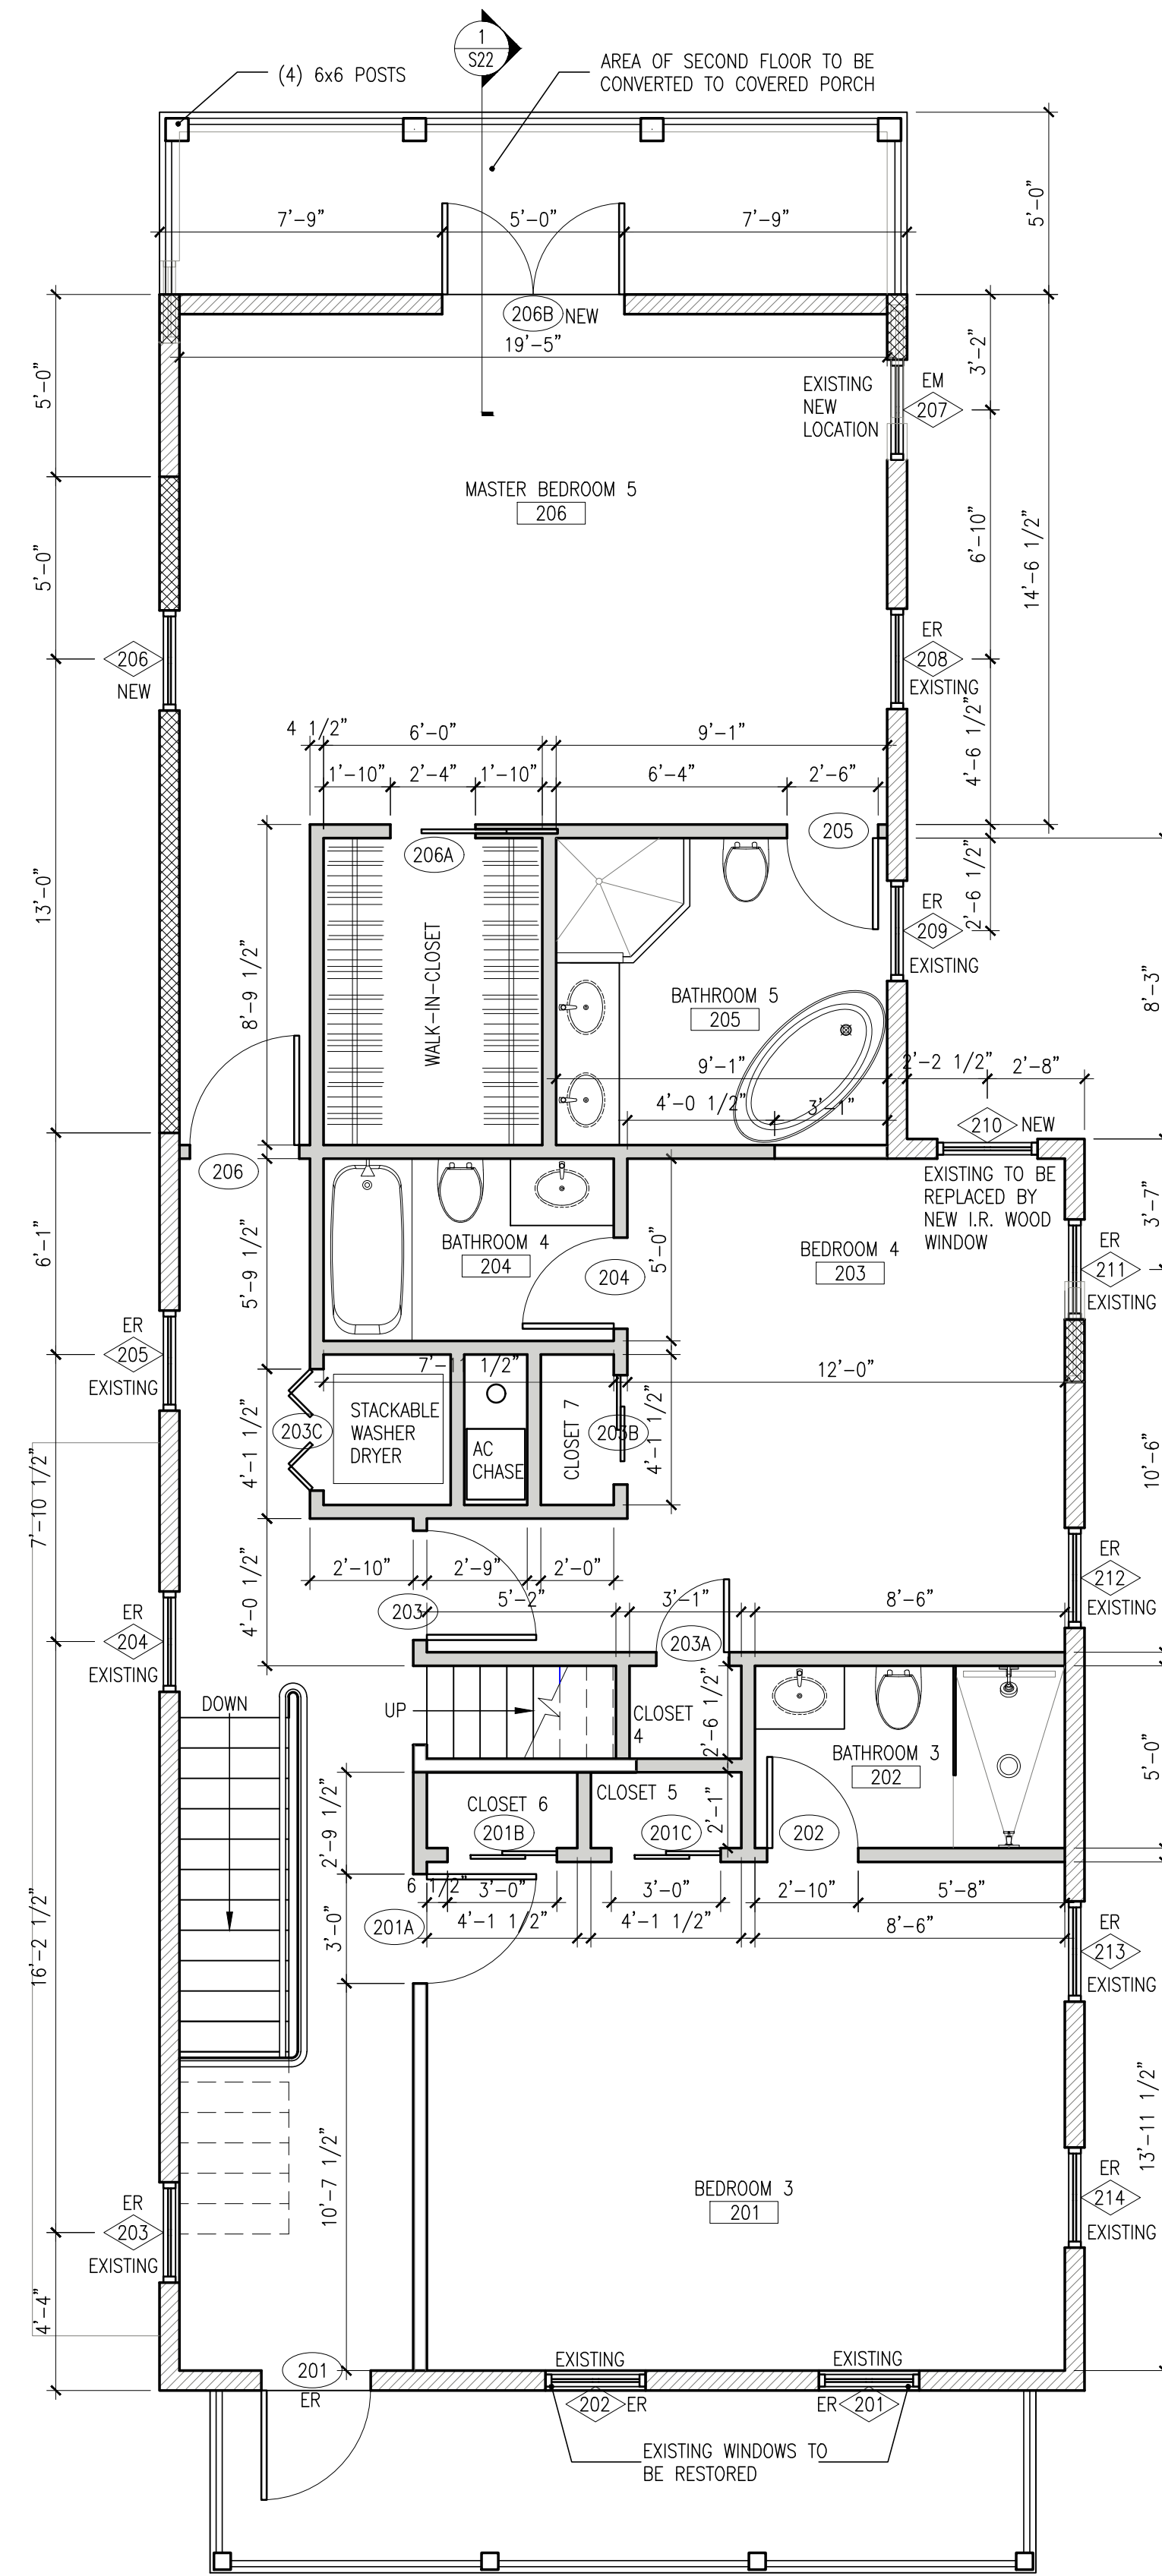 1
S22
(4) 6x6 POSTS
AREA OF SECOND FLOOR TO BE
CONVERTED TO COVERED PORCH
7'-9"
5'-0"
7'-9"
5'-0"
206B
NEW
19'-5"
5'-0"
EXISTING
NEW
LOCATION
EM
207
3'-2"
MASTER BEDROOM 5
206
5'-0"
6'-10"
14'-6 1/2"
206
NEW
ER
208
EXISTING
4'-6 1/2"
4 1/2"
6'-0"
9'-1"
1'-10"
2'-4"
1'-10"
6'-4"
2'-6"
206A
205
13'-0"
8'-9 1/2"
WALK-IN-CLOSET
ER
209
EXISTING
2'-6 1/2"
8'-3"
BATHROOM 5
205
9'-1"
2'-2 1/2"
2'-8"
4'-0 1/2"
3'-1"
210
NEW
206
EXISTING TO BE
REPLACED BY
NEW I.R. WOOD
WINDOW
3'-7"
6'-1"
5'-9 1/2"
BATHROOM 4
204
204
5'-0"
BEDROOM 4
203
ER
211
EXISTING
ER
205
EXISTING
7'-1 1/2"
12'-0"
203C
STACKABLE
WASHER
DRYER
AC
CHASE
CLOSET 7
203B
4'-1 1/2"
4'-1 1/2"
10'-6"
7'-10 1/2"
2'-10"
2'-9"
2'-0"
ER
212
EXISTING
4'-0 1/2"
203
5'-2"
3'-1"
8'-6"
ER
204
EXISTING
203A
DOWN
UP
CLOSET
4
2'-6 1/2"
BATHROOM 3
202
5'-0"
CLOSET 6
201B
CLOSET 5
201C
2'-1"
202
2'-9 1/2"
6 1/2"
3'-0"
3'-0"
2'-10"
5'-8"
201A
4'-1 1/2"
4'-1 1/2"
8'-6"
3'-0"
ER
213
EXISTING
16'-2 1/2"
10'-7 1/2"
13'-11 1/2"
BEDROOM 3
201
ER
214
EXISTING
ER
203
EXISTING
4'-4"
201
ER
EXISTING
202
ER
EXISTING
ER
201
EXISTING WINDOWS TO
BE RESTORED